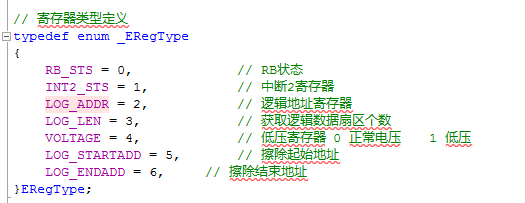 // 寄存器类型定义
typedef enum _ERegType
{
RB_STS = 0, // RB状态
INT2_STS = 1, // 中断2寄存器
LOG_ADDR = 2, // 逻辑地址寄存器
LOG_LEN = 3, // 获取逻辑数据扇区个数
VOLTAGE = 4, // 低压寄存器 0 正常电压 1 低压
LOG_STARTADD = 5, // 擦除起始地址
LOG_ENDADD = 6, // 擦除结束地址
}ERegType;